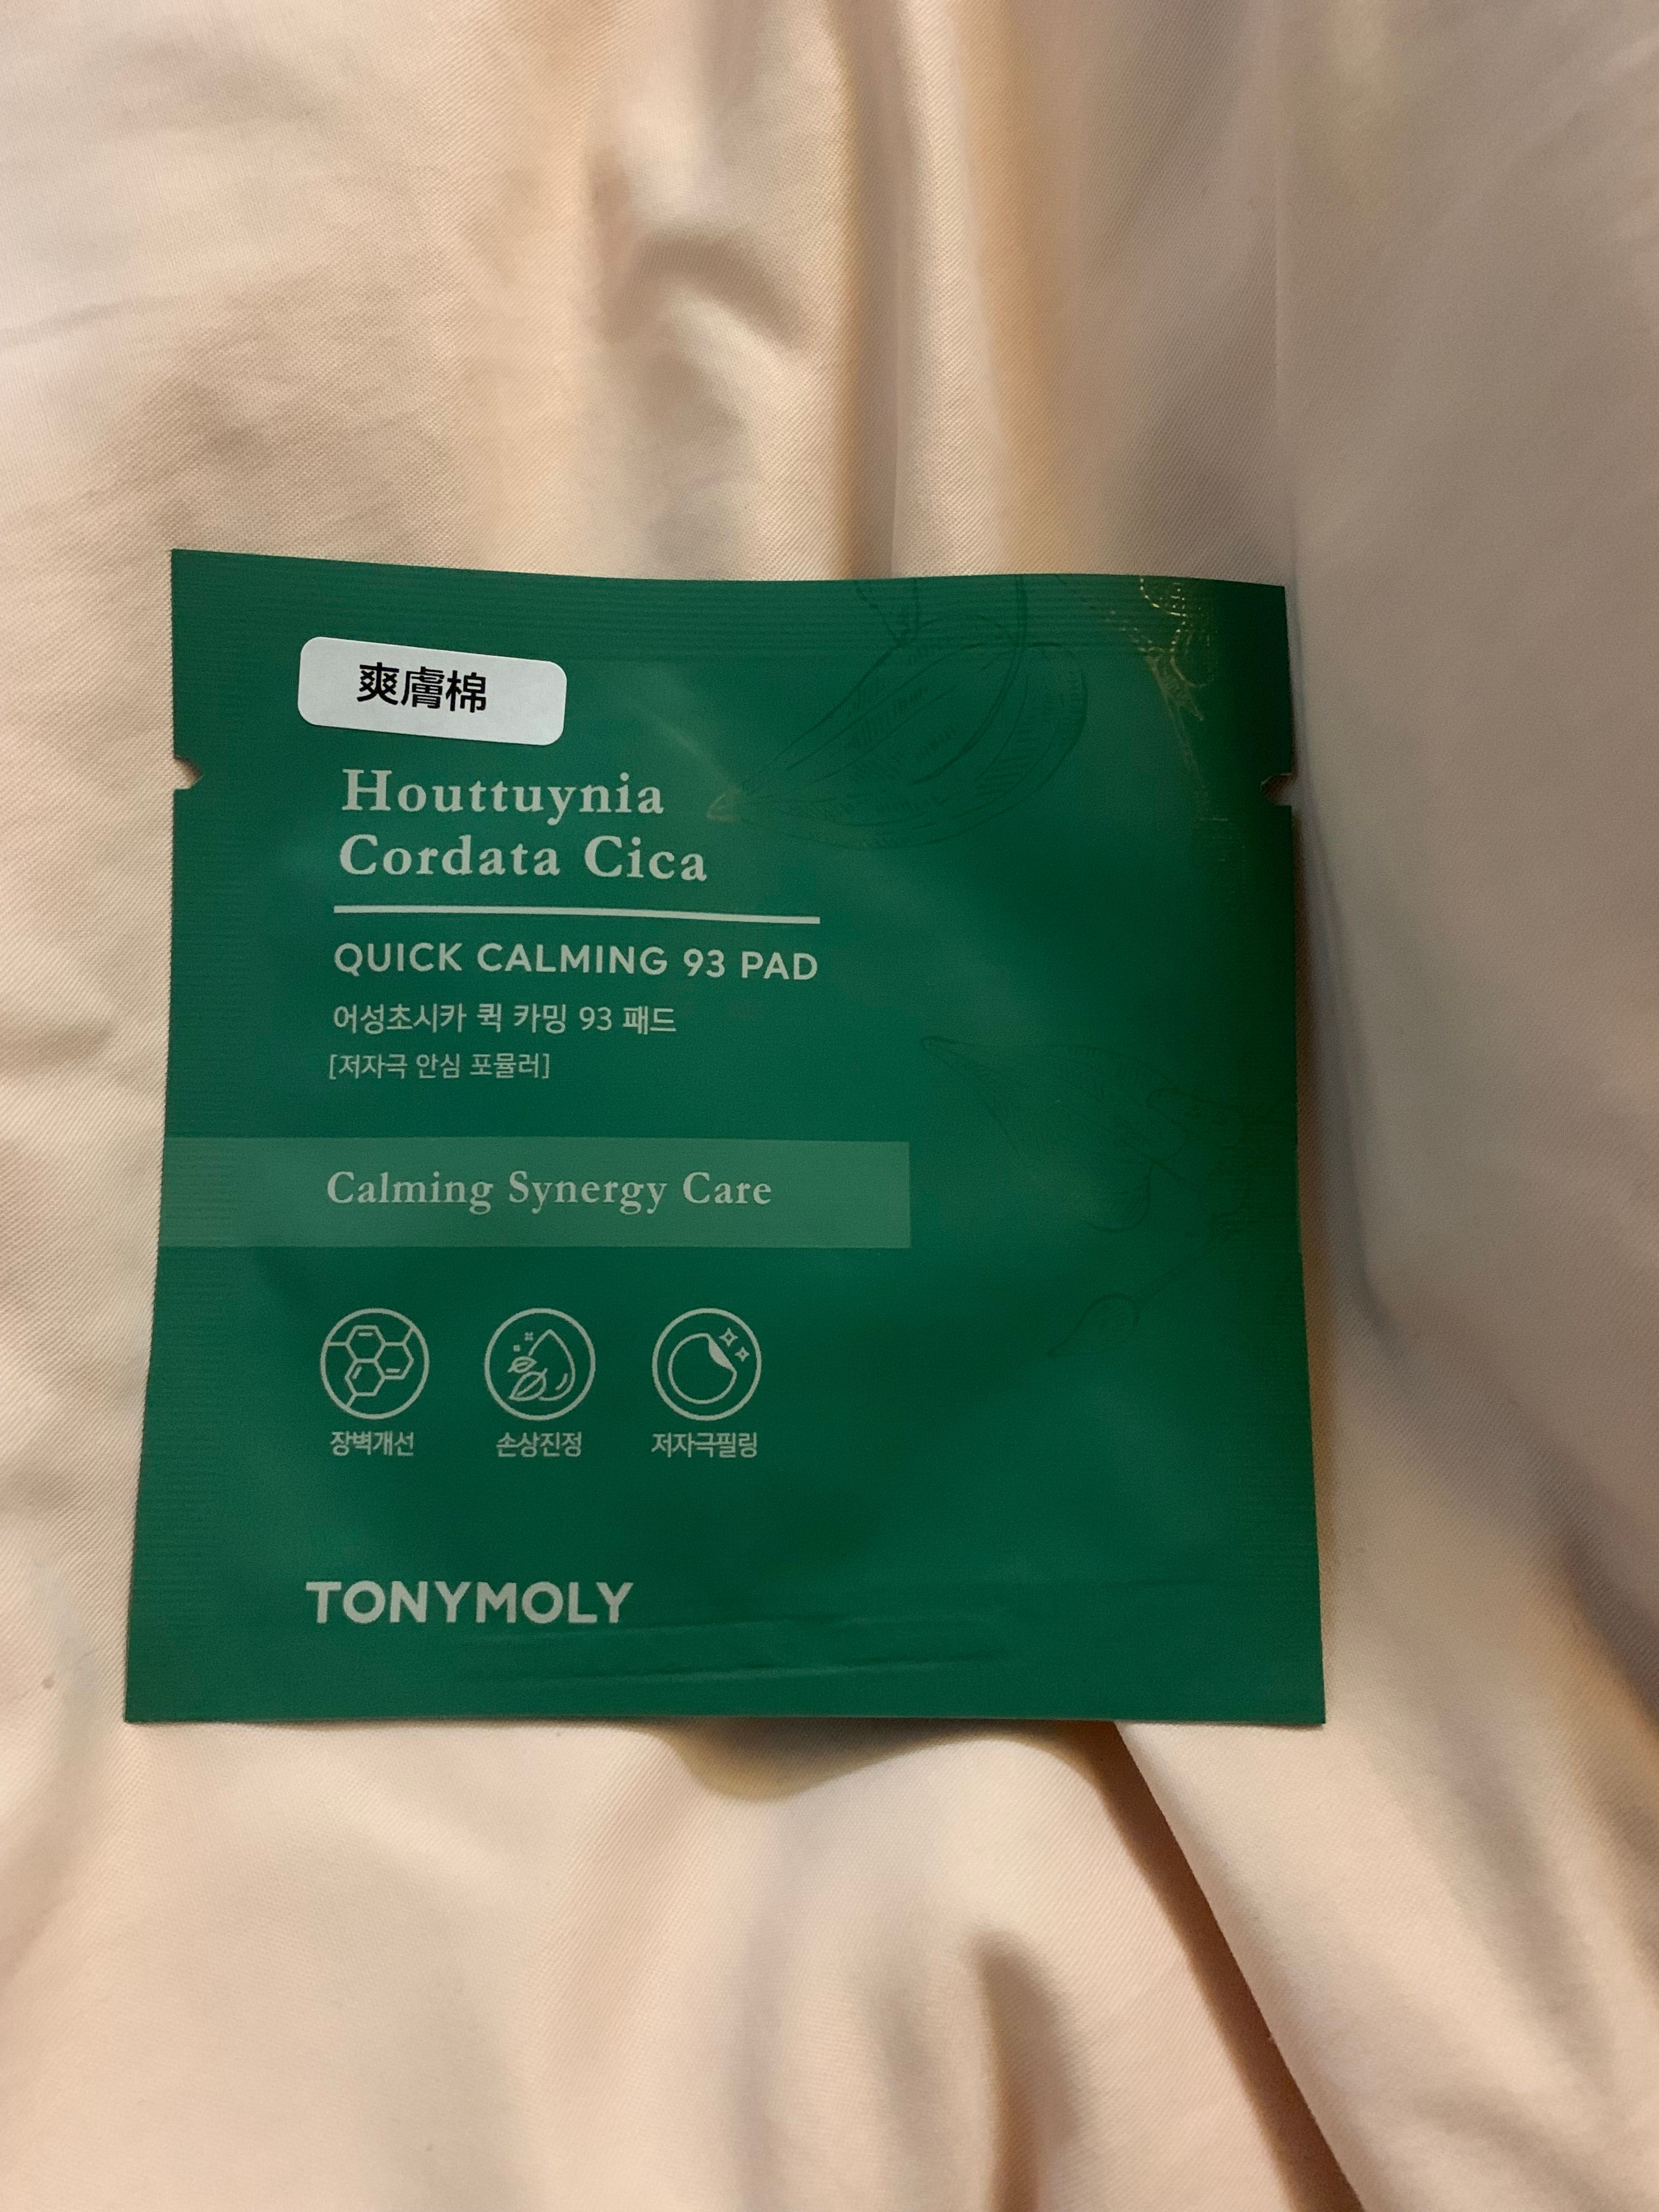 爽膚棉
Houttuynia
Cordata Cica
QUICK CALMING 93 PAD
어성초시카 퀵 카밍 93 패드
[저자극 안심 포뮬러]
Calming Synergy Care
장벽개선 손상진정 저자극필링
TONYMOLY